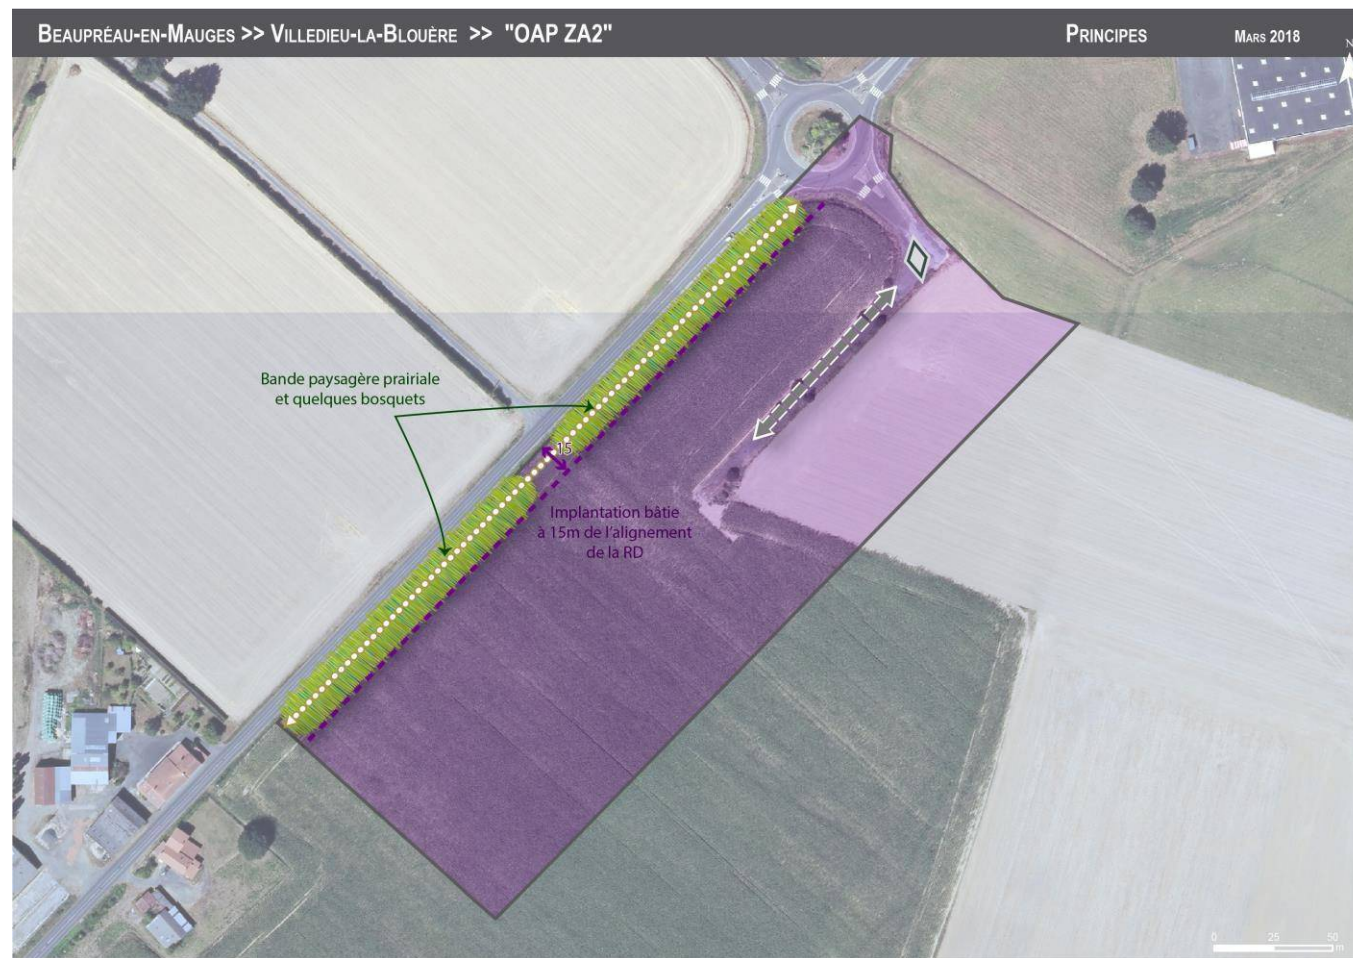 BEAUPRÉAU-EN-MAUGES >> VILLEDIEU-LA-BLOUÈRE >> "OAP ZA2" PRINCIPES MARS 2018
N
Bande paysagère prairiale
et quelques bosquets
15
Implantation bâtie
à 15m de l'alignement
de la RD
0 25 50
m